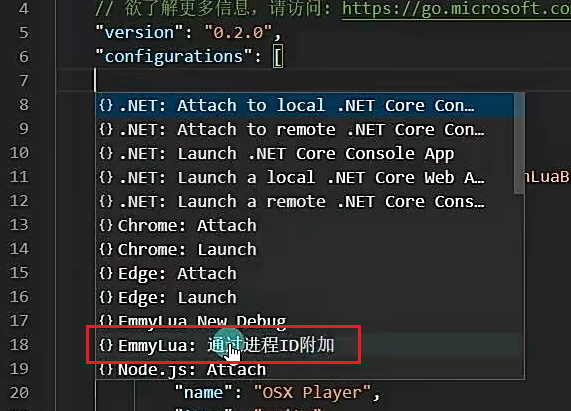 4 // 欲了解更多信息，请访问: https://go.microsoft.co
5 "version": "0.2.0",
6 "configurations": [
7
8 {} .NET: Attach to local .NET Core Con…
9 {} .NET: Attach to remote .NET Core Con…
10 {} .NET: Launch .NET Core Console App
11 {} .NET: Launch a local .NET Core Web A… nLuaB
12 {} .NET: Launch a remote .NET Core Cons…
13 {} Chrome: Attach
14 {} Chrome: Launch
15 {} Edge: Attach
16 {} Edge: Launch
17 {} EmmyLua New Debug
18 {} EmmyLua: 通过进程ID附加
19 {} Node.js: Attach
20 "name": "OSX Player",